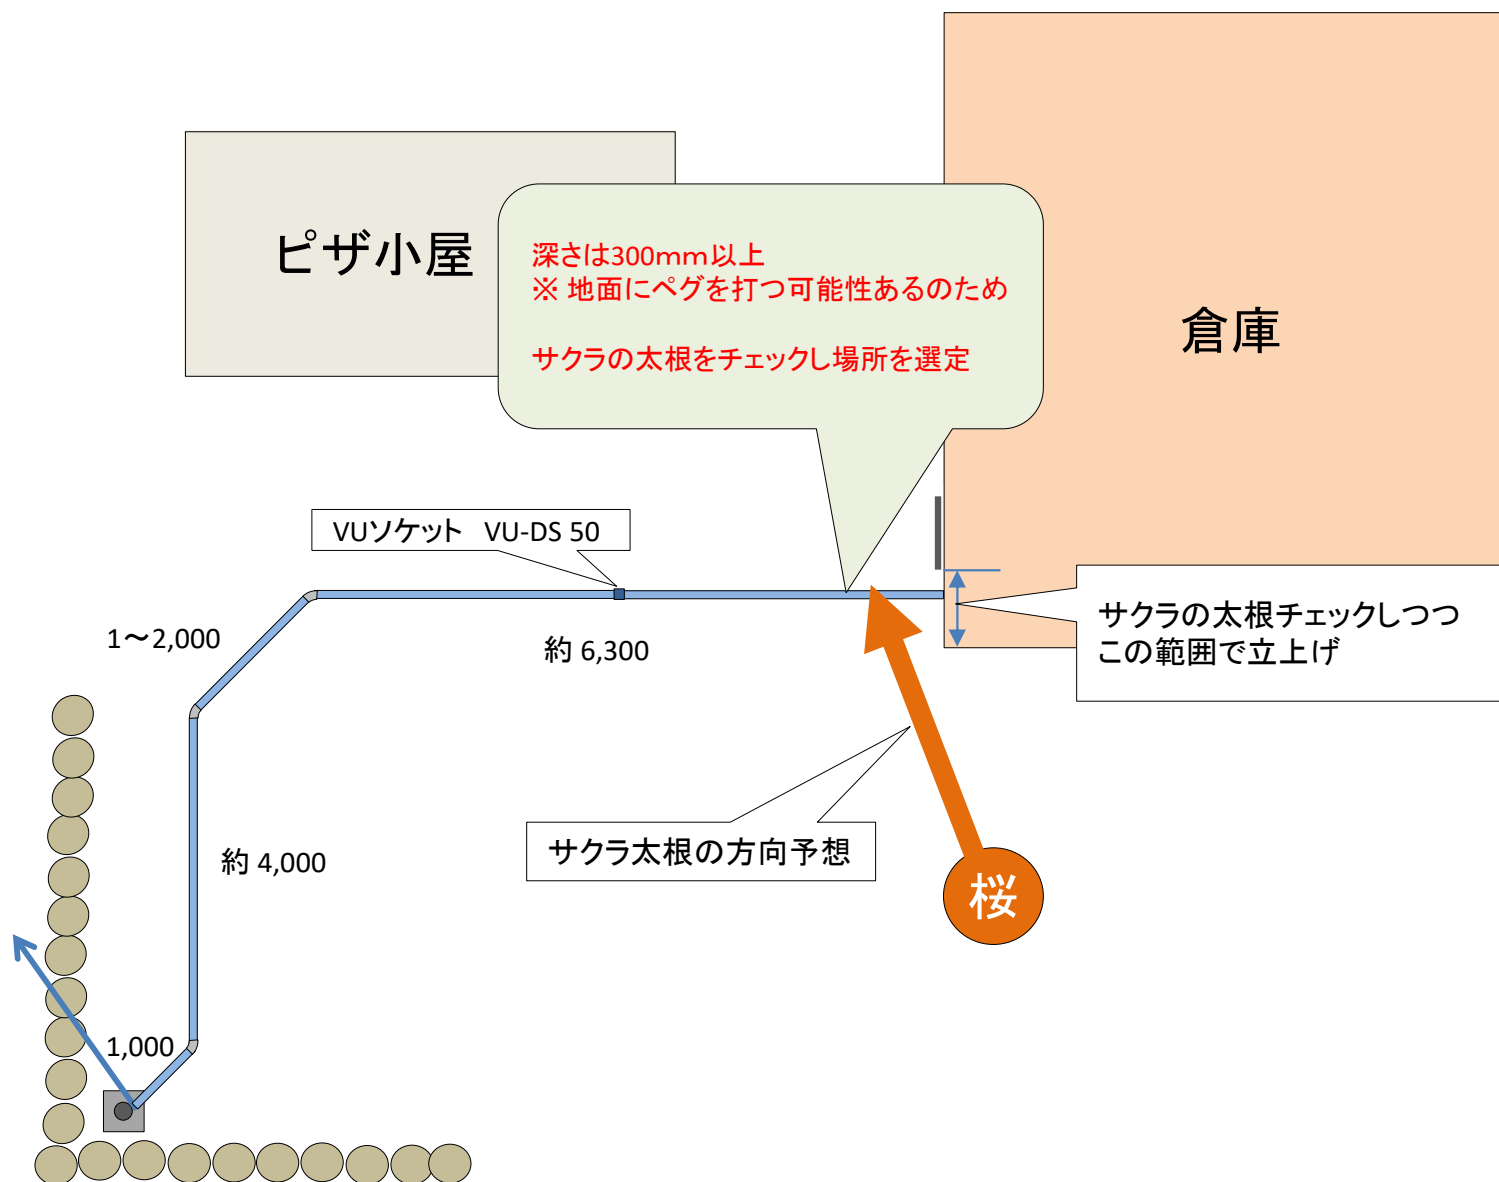 ピザ小屋
深さは300mm以上
※ 地面にペグを打つ可能性あるのため
サクラの太根をチェックし場所を選定
倉庫
VUソケット　VU-DS 50
1～2,000
約 6,300
サクラの太根チェックしつつ
この範囲で立上げ
約 4,000
サクラ太根の方向予想
桜
1,000